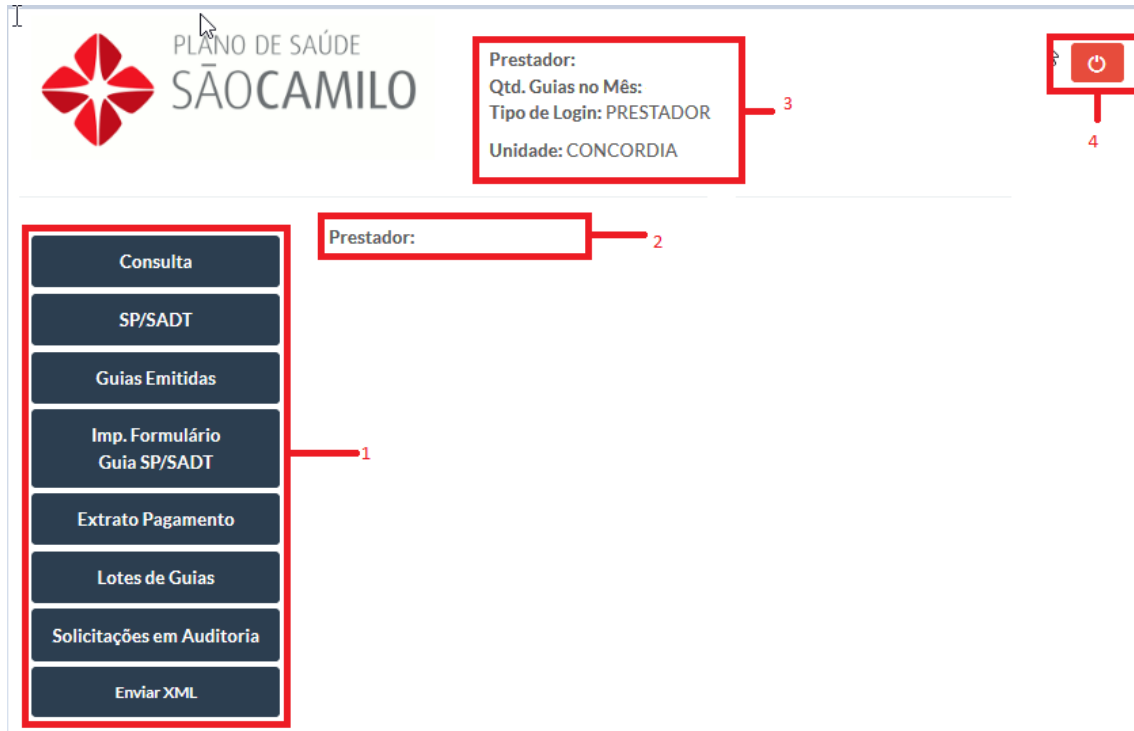 PLANO DE SAÚDE
SÃOCAMILO
Prestador:
Qtd. Guias no Mês:
Tipo de Login: PRESTADOR
Unidade: CONCORDIA
3
4
Prestador:
2
Consulta
SP/SADT
Guias Emitidas
Imp. Formulário
Guia SP/SADT
1
Extrato Pagamento
Lotes de Guias
Solicitações em Auditoria
Enviar XML